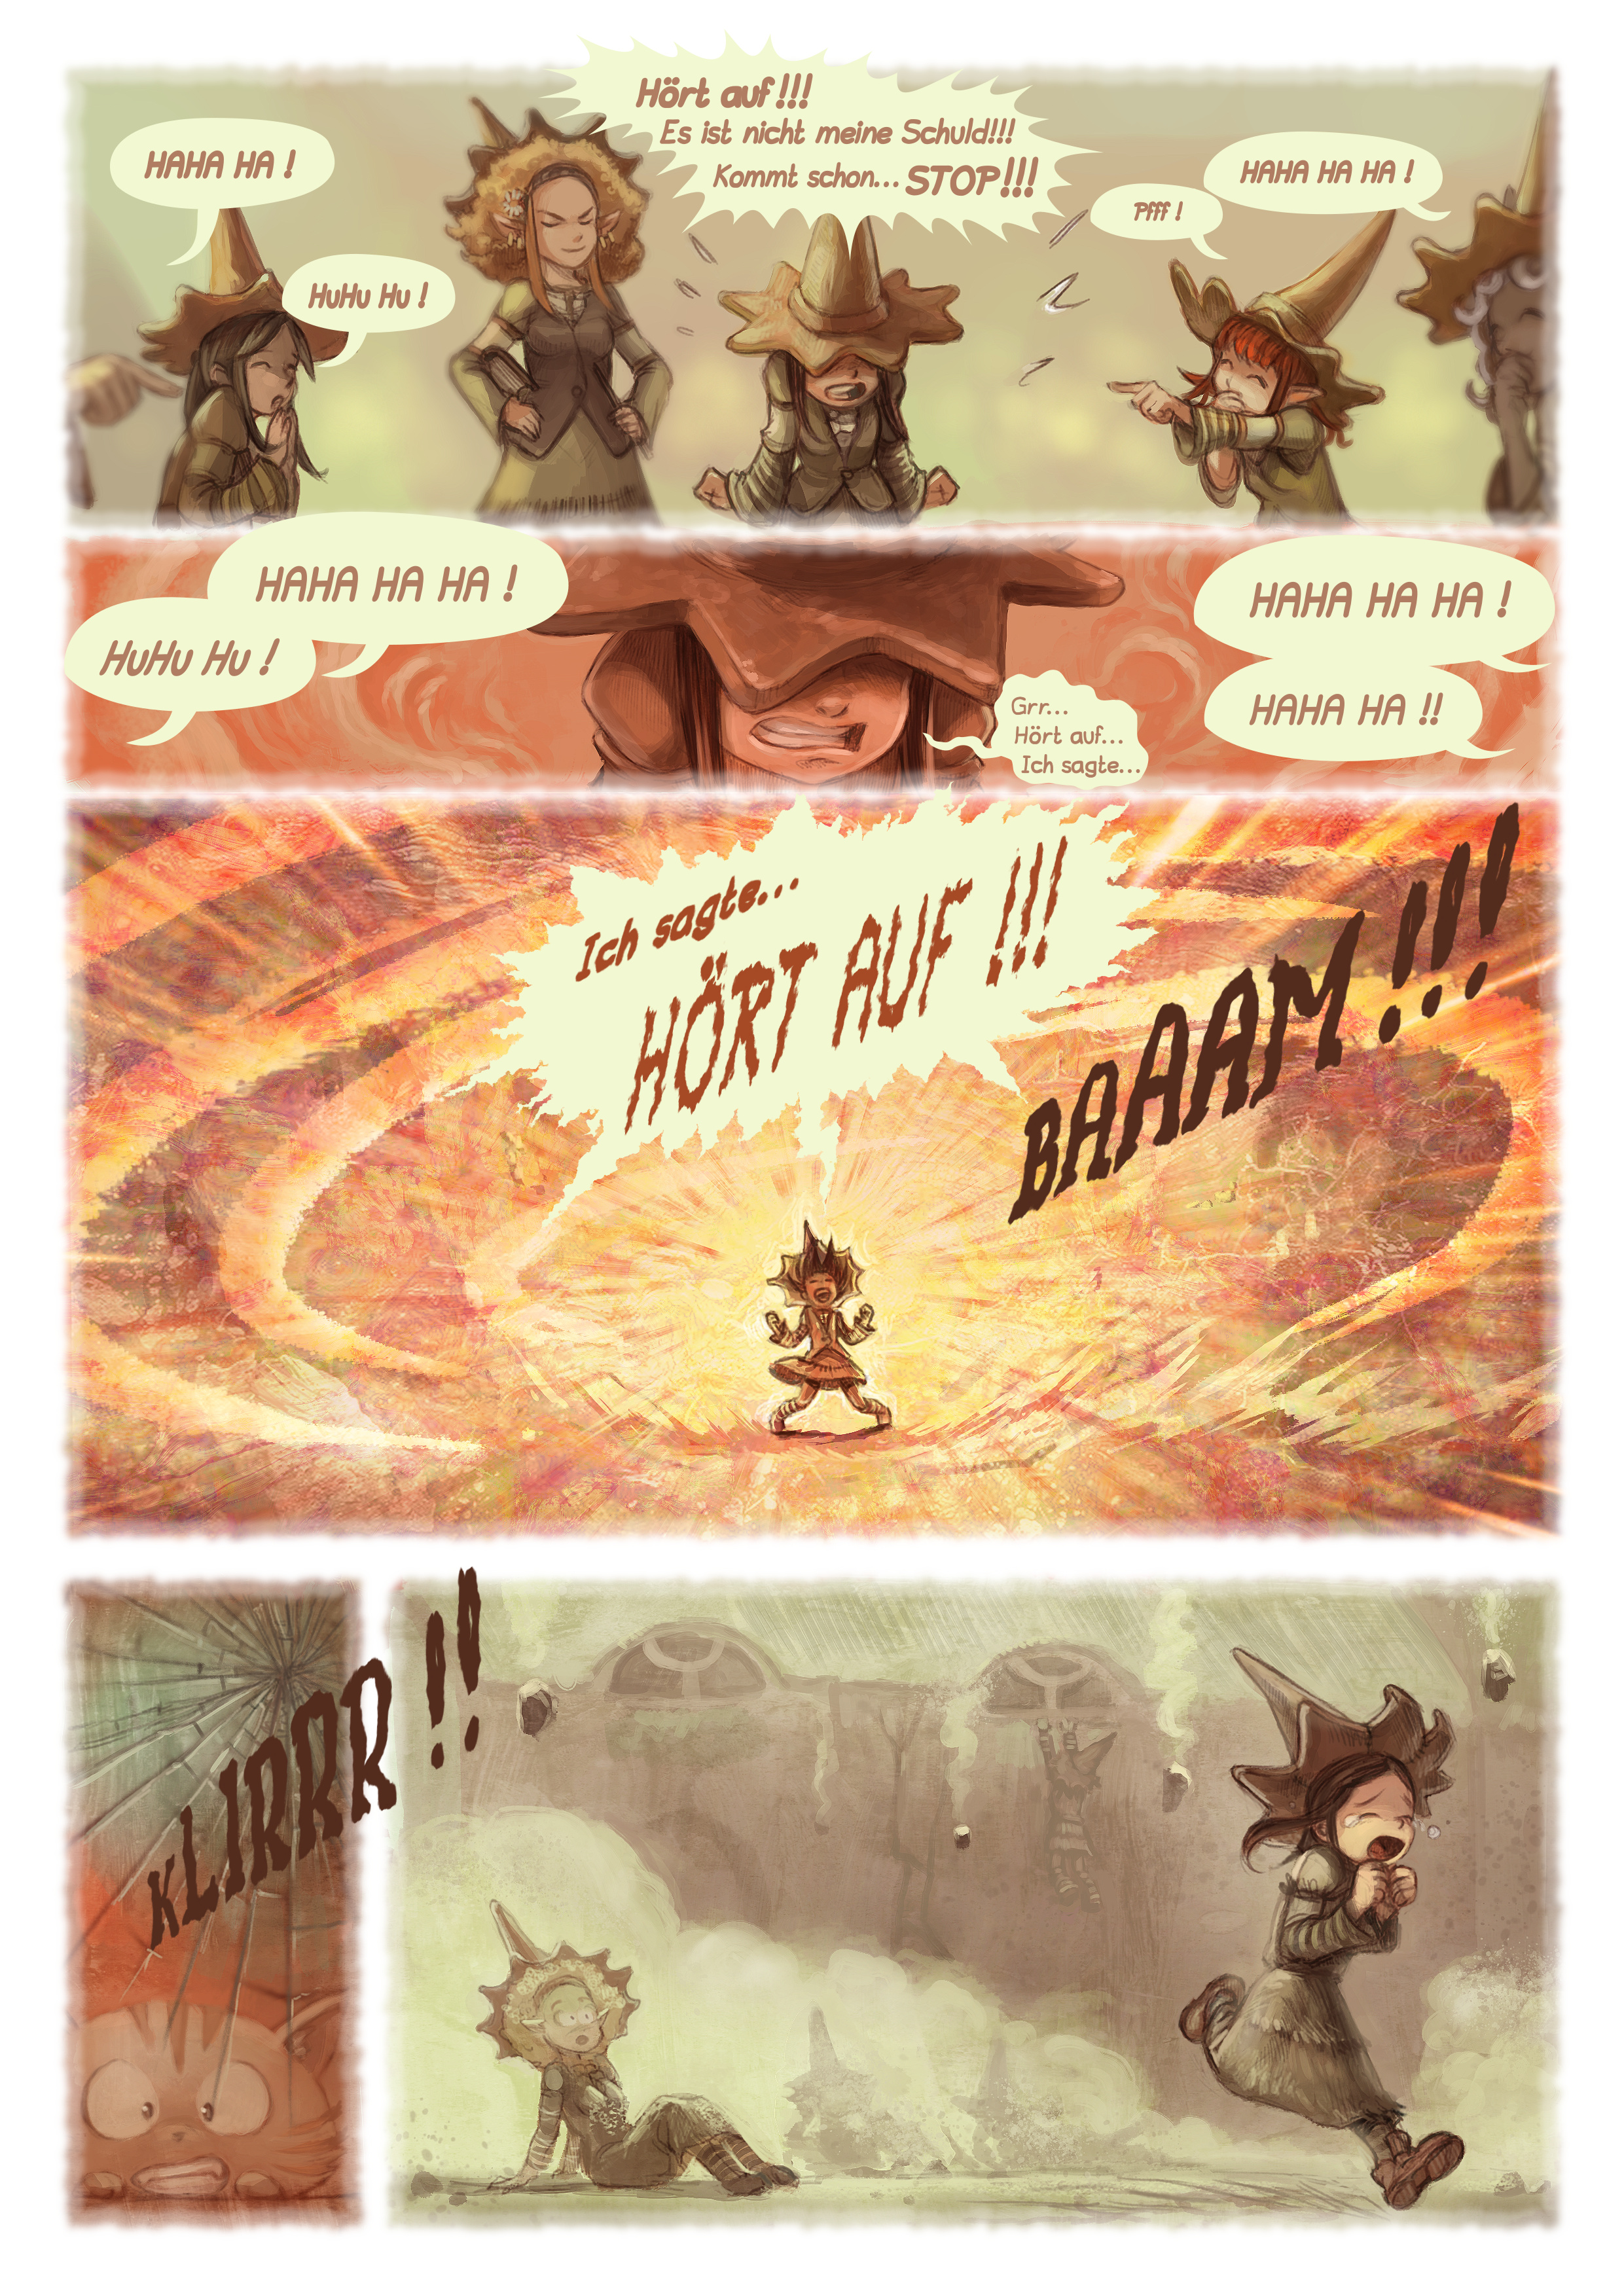 HAHA HA !
HuHu Hu !
Hört auf!!!
Es ist nicht meine Schuld!!!
Kommt schon... STOP!!!
Pfff !
HAHA HA HA !
HAHA HA HA !
HuHu Hu !
Grr...
Hört auf...
Ich sagte...
HAHA HA HA !
HAHA HA !!
Ich sagte...
HÖRT AUF !!!
BAAAM !!!
KLIRRR !!